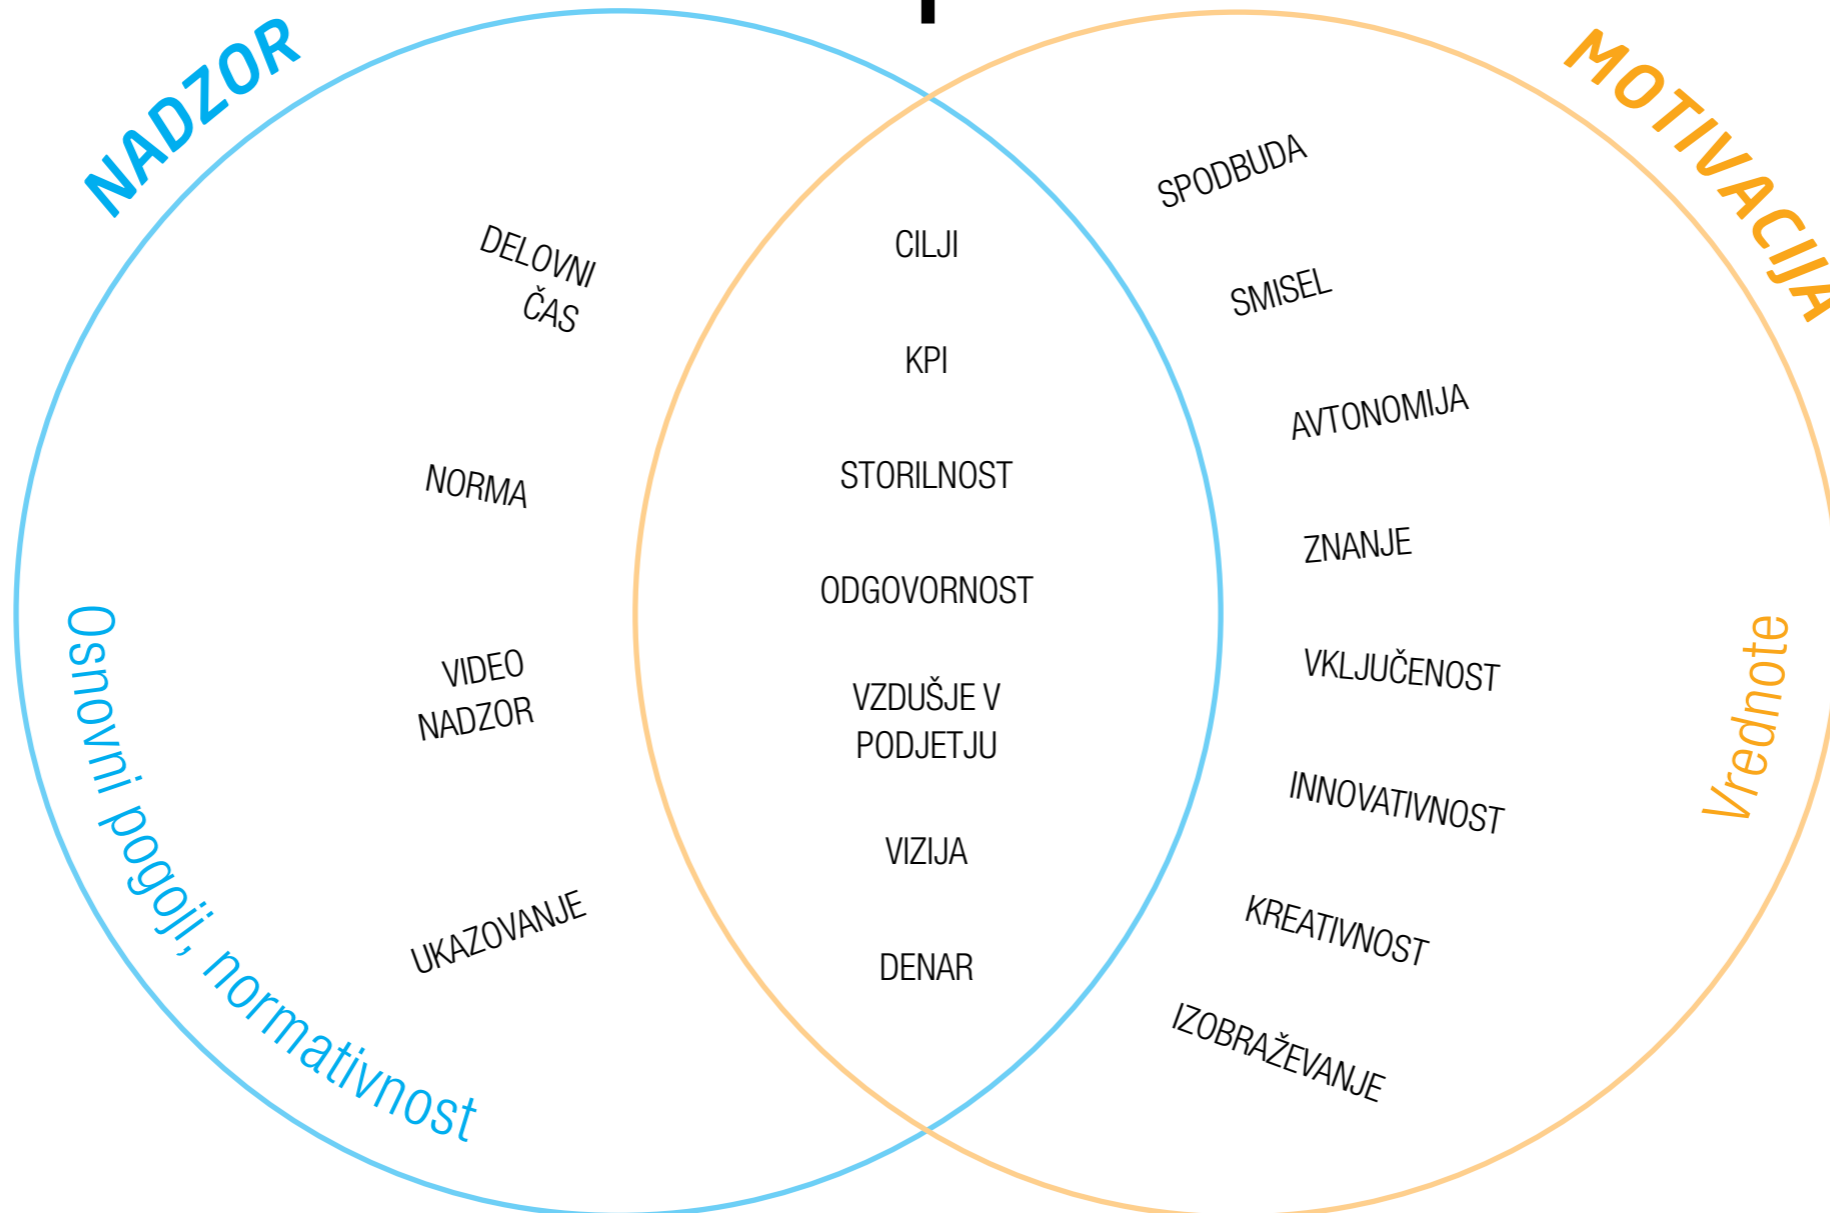 NADZOR
DELOVNI
ČAS
NORMA
VIDEO
NADZOR
UKAZOVANJE
Osnovni pogoji, normativnost
CILJI
KPI
STORILNOST
ODGOVORNOST
VZDUŠJE V
PODJETJU
VIZIJA
DENAR
MOTIVACIJA
SPODBUDA
SMISEL
AVTONOMIJA
ZNANJE
VKLJUČENOST
INNOVATIVNOST
KREATIVNOST
IZOBRAŽEVANJE
Vrednote